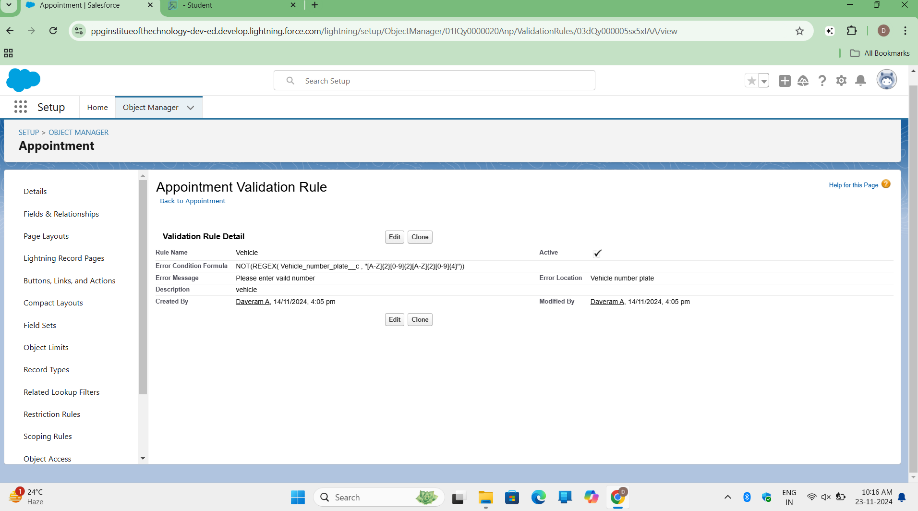 Appointment | Salesforce
- Student
ppginstitueofthechnology-dev-ed.develop.lightning.force.com/lightning/setup/ObjectManager/01IQy0000020Anp/ValidationRules/03dQy000005sx5xIAA/view
D
All Bookmarks
Search Setup
Setup
Home
Object Manager
SETUP > OBJECT MANAGER
Appointment
Details
Fields & Relationships
Page Layouts
Lightning Record Pages
Buttons, Links, and Actions
Compact Layouts
Field Sets
Object Limits
Record Types
Related Lookup Filters
Restriction Rules
Scoping Rules
Object Access
Appointment Validation Rule
Back to Appointment
Help for this Page
Validation Rule Detail
Edit Clone
Rule Name Vehicle Active
Error Condition Formula NOT(REGEX( Vehicle_number_plate__c , "[A-Z]{2}[0-9]{2}[A-Z]{2}[0-9]{4}"))
Error Message Please enter vaild number Error Location Vehicle number plate
Description vehicle
Created By Daveram A, 14/11/2024, 4:05 pm Modified By Daveram A, 14/11/2024, 4:05 pm
Edit Clone
1
24°C
Haze
Search
D
ENG
IN
10:16 AM
23-11-2024